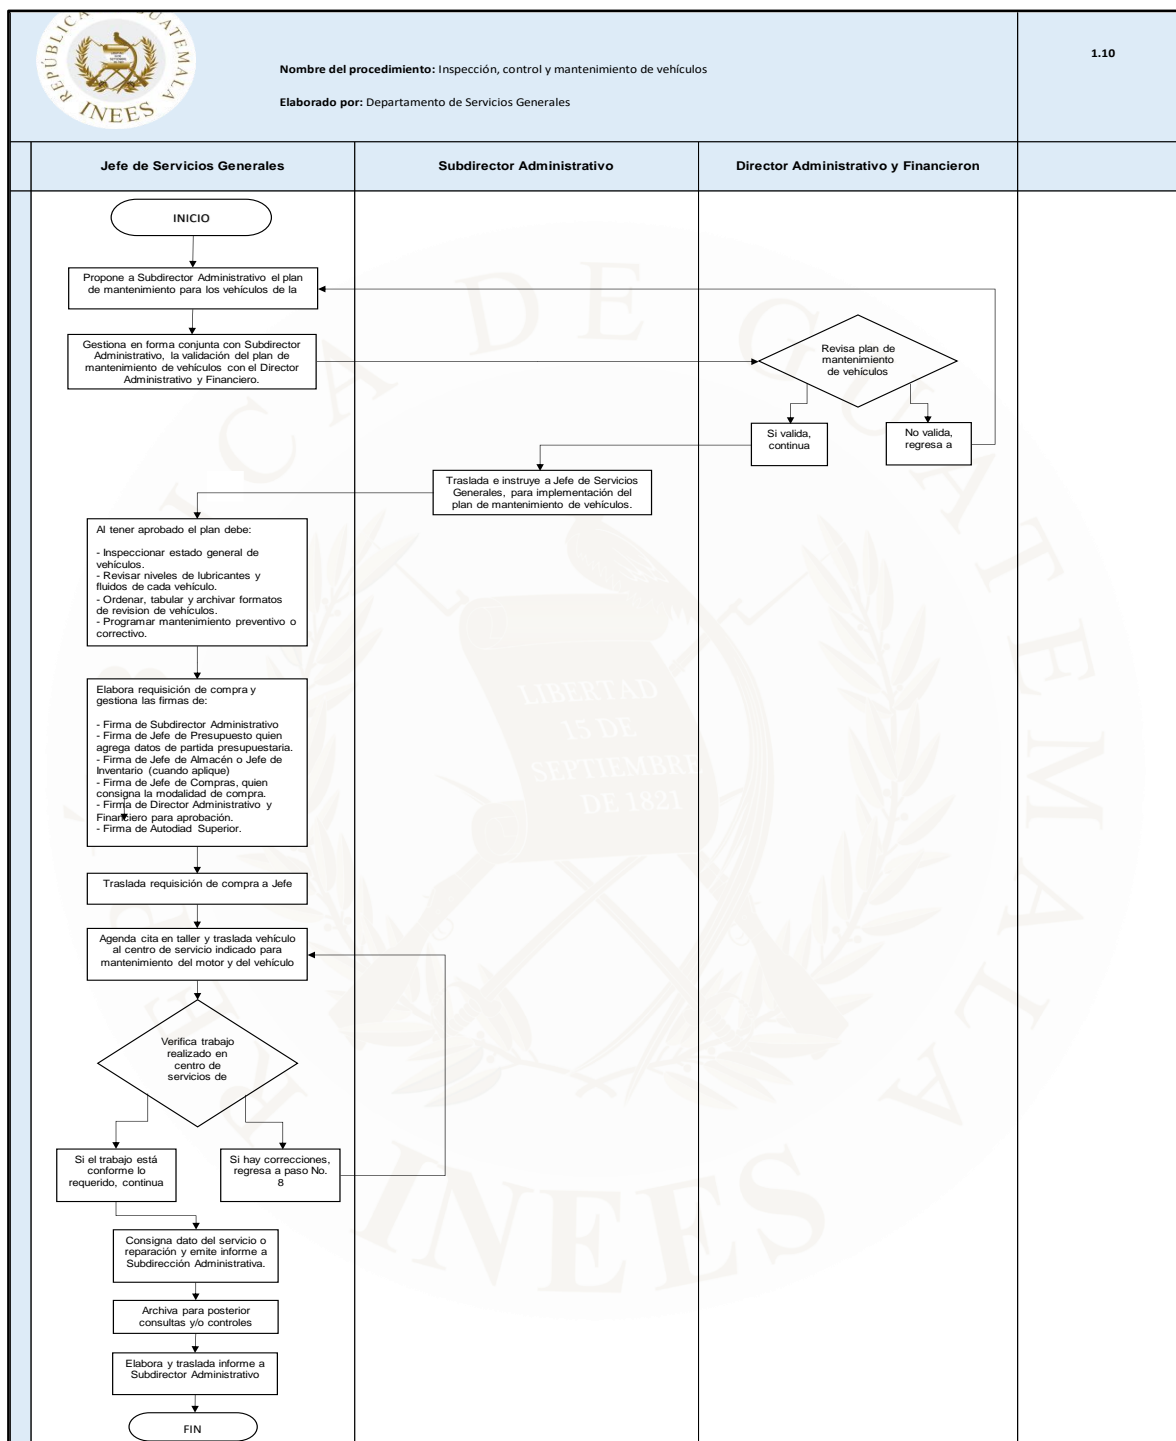 REPÚBLICA DE GUATEMALA
INEES
1.10
Nombre del procedimiento: Inspección, control y mantenimiento de vehículos
Elaborado por: Departamento de Servicios Generales
Jefe de Servicios Generales
Subdirector Administrativo
Director Administrativo y Financieron
INICIO
Propone a Subdirector Administrativo el plan
de mantenimiento para los vehículos de la
Gestiona en forma conjunta con Subdirector
Administrativo, la validación del plan de
mantenimiento de vehículos con el Director
Administrativo y Financiero.
Revisa plan de
mantenimiento
de vehículos
Si valida,
continua
No valida,
regresa a
Traslada e instruye a Jefe de Servicios
Generales, para implementación del
plan de mantenimiento de vehículos.
Al tener aprobado el plan debe:
- Inspeccionar estado general de
vehículos.
- Revisar niveles de lubricantes y
fluidos de cada vehículo.
- Ordenar, tabular y archivar formatos
de revision de vehículos.
- Programar mantenimiento preventivo o
correctivo.
Elabora requisición de compra y
gestiona las firmas de:
- Firma de Subdirector Administrativo
- Firma de Jefe de Presupuesto quien
agrega datos de partida presupuestaria.
- Firma de Jefe de Almacén o Jefe de
Inventario (cuando aplique)
- Firma de Jefe de Compras, quien
consigna la modalidad de compra.
- Firma de Director Administrativo y
Financiero para aprobación.
- Firma de Autodiad Superior.
Traslada requisición de compra a Jefe
Agenda cita en taller y traslada vehículo
al centro de servicio indicado para
mantenimiento del motor y del vehículo
Verifica trabajo
realizado en
centro de
servicios de
Si el trabajo está
conforme lo
requerido, continua
Si hay correcciones,
regresa a paso No.
8
Consigna dato del servicio o
reparación y emite informe a
Subdirección Administrativa.
Archiva para posterior
consultas y/o controles
Elabora y traslada informe a
Subdirector Administrativo
FIN
REPÚBLICA DE GUATEMALA
LIBERTAD
15 DE
SEPTIEMBRE
DE 1821
INEES